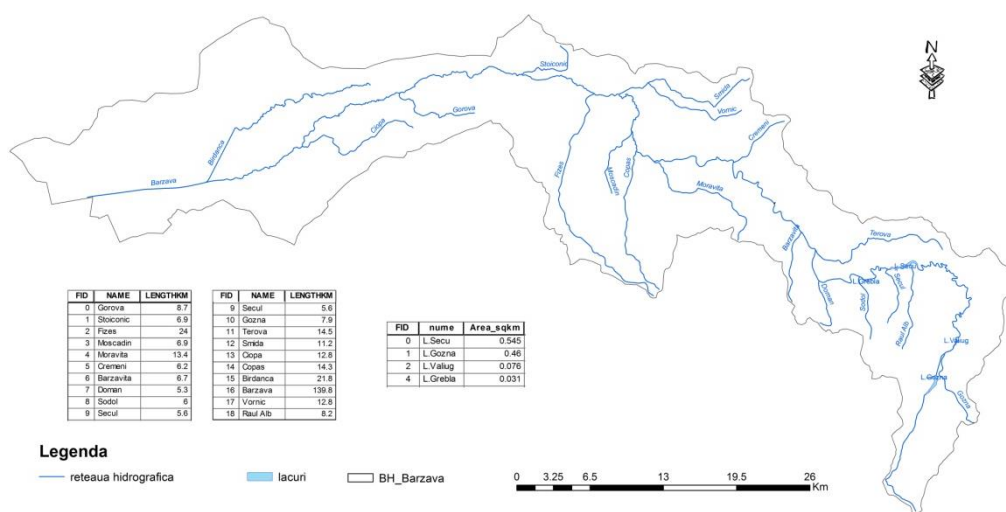 N
Stoiconic
Smida
Vornic
Gorova
Ciopa
Cremeni
Birdanca
Fizes
Moscadin
Copas
Barzava
Moravita
Barzavita
Terova
L.Secu
L.Grebla
Doman
Sodol
Secul
Raul Alb
L.Valiug
L.Gozna
Gozna
FID NAME LENGTHKM
0 Gorova 8.7
1 Stoiconic 6.9
2 Fizes 24
3 Moscadin 6.9
4 Moravita 13.4
5 Cremeni 6.2
6 Barzavita 6.7
7 Doman 5.3
8 Sodol 6
9 Secul 5.6
FID NAME LENGTHKM
9 Secul 5.6
10 Gozna 7.9
11 Terova 14.5
12 Smida 11.2
13 Ciopa 12.8
14 Copas 14.3
15 Birdanca 21.8
16 Barzava 139.8
17 Vornic 12.8
18 Raul Alb 8.2
FID nume Area_sqkm
0 L.Secu 0.545
1 L.Gozna 0.46
2 L.Valiug 0.076
4 L.Grebla 0.031
Legenda
reteaua hidrografica lacuri BH_Barzava
0 3.25 6.5 13 19.5 26
Km